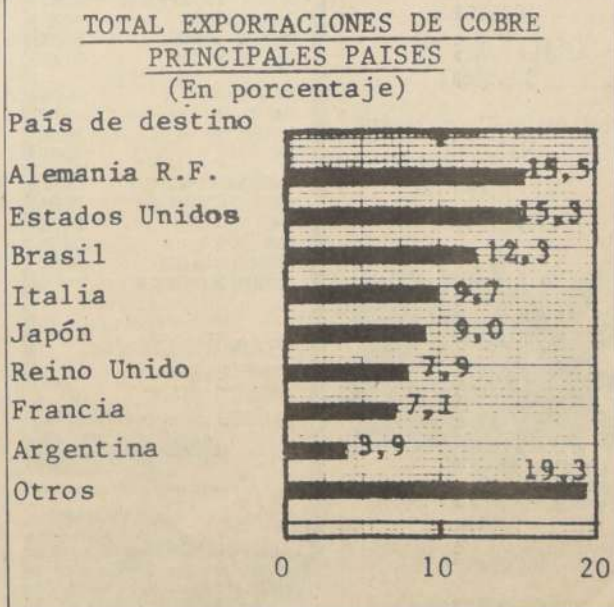 TOTAL EXPORTACIONES DE COBRE
PRINCIPALES PAISES
(En porcentaje)
País de destino
Alemania R.F. 15,5
Estados Unidos 15,3
Brasil 12,3
Italia 9,7
Japón 9,0
Reino Unido 7,9
Francia 7,1
Argentina 3,9
Otros 19,3
0 10 20